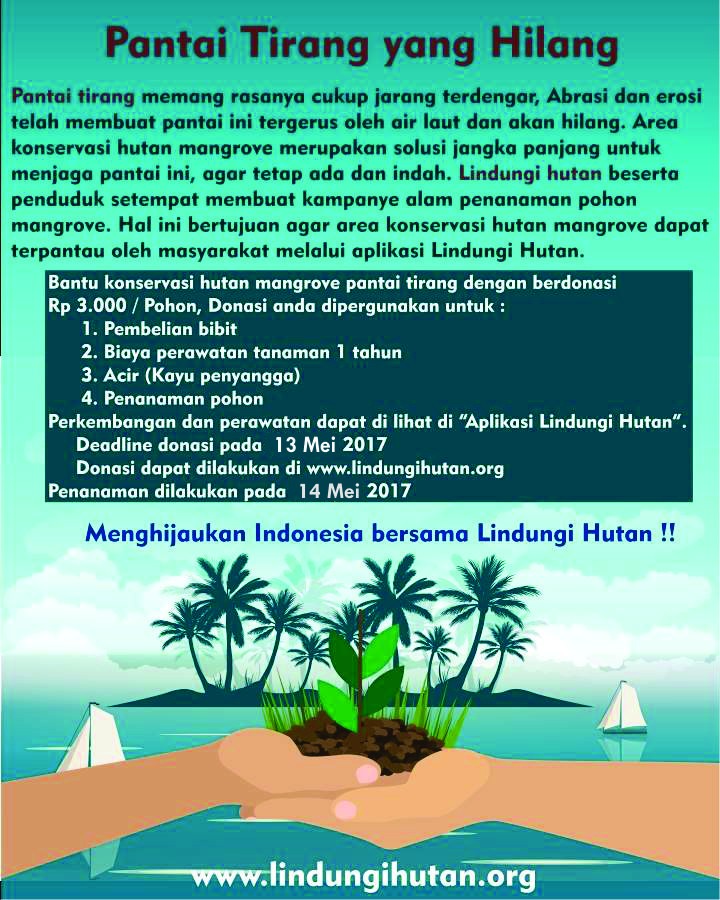 Pantai Tirang yang Hilang
Pantai tirang memang rasanya cukup jarang terdengar, Abrasi dan erosi
telah membuat pantai ini tergerus oleh air laut dan akan hilang. Area
konservasi hutan mangrove merupakan solusi jangka panjang untuk
menjaga pantai ini, agar tetap ada dan indah. Lindungi hutan beserta
penduduk setempat membuat kampanye alam penanaman pohon
mangrove. Hal ini bertujuan agar area konservasi hutan mangrove dapat
terpantau oleh masyarakat melalui aplikasi Lindungi Hutan.
Bantu konservasi hutan mangrove pantai tirang dengan berdonasi
Rp 3.000 / Pohon, Donasi anda dipergunakan untuk :
1. Pembelian bibit
2. Biaya perawatan tanaman 1 tahun
3. Acir (Kayu penyangga)
4. Penanaman pohon
Perkembangan dan perawatan dapat di lihat di “Aplikasi Lindungi Hutan”.
Deadline donasi pada 13 Mei 2017
Donasi dapat dilakukan di www.lindungihutan.org
Penanaman dilakukan pada 14 Mei 2017
Menghijaukan Indonesia bersama Lindungi Hutan !!
www.lindungihutan.org